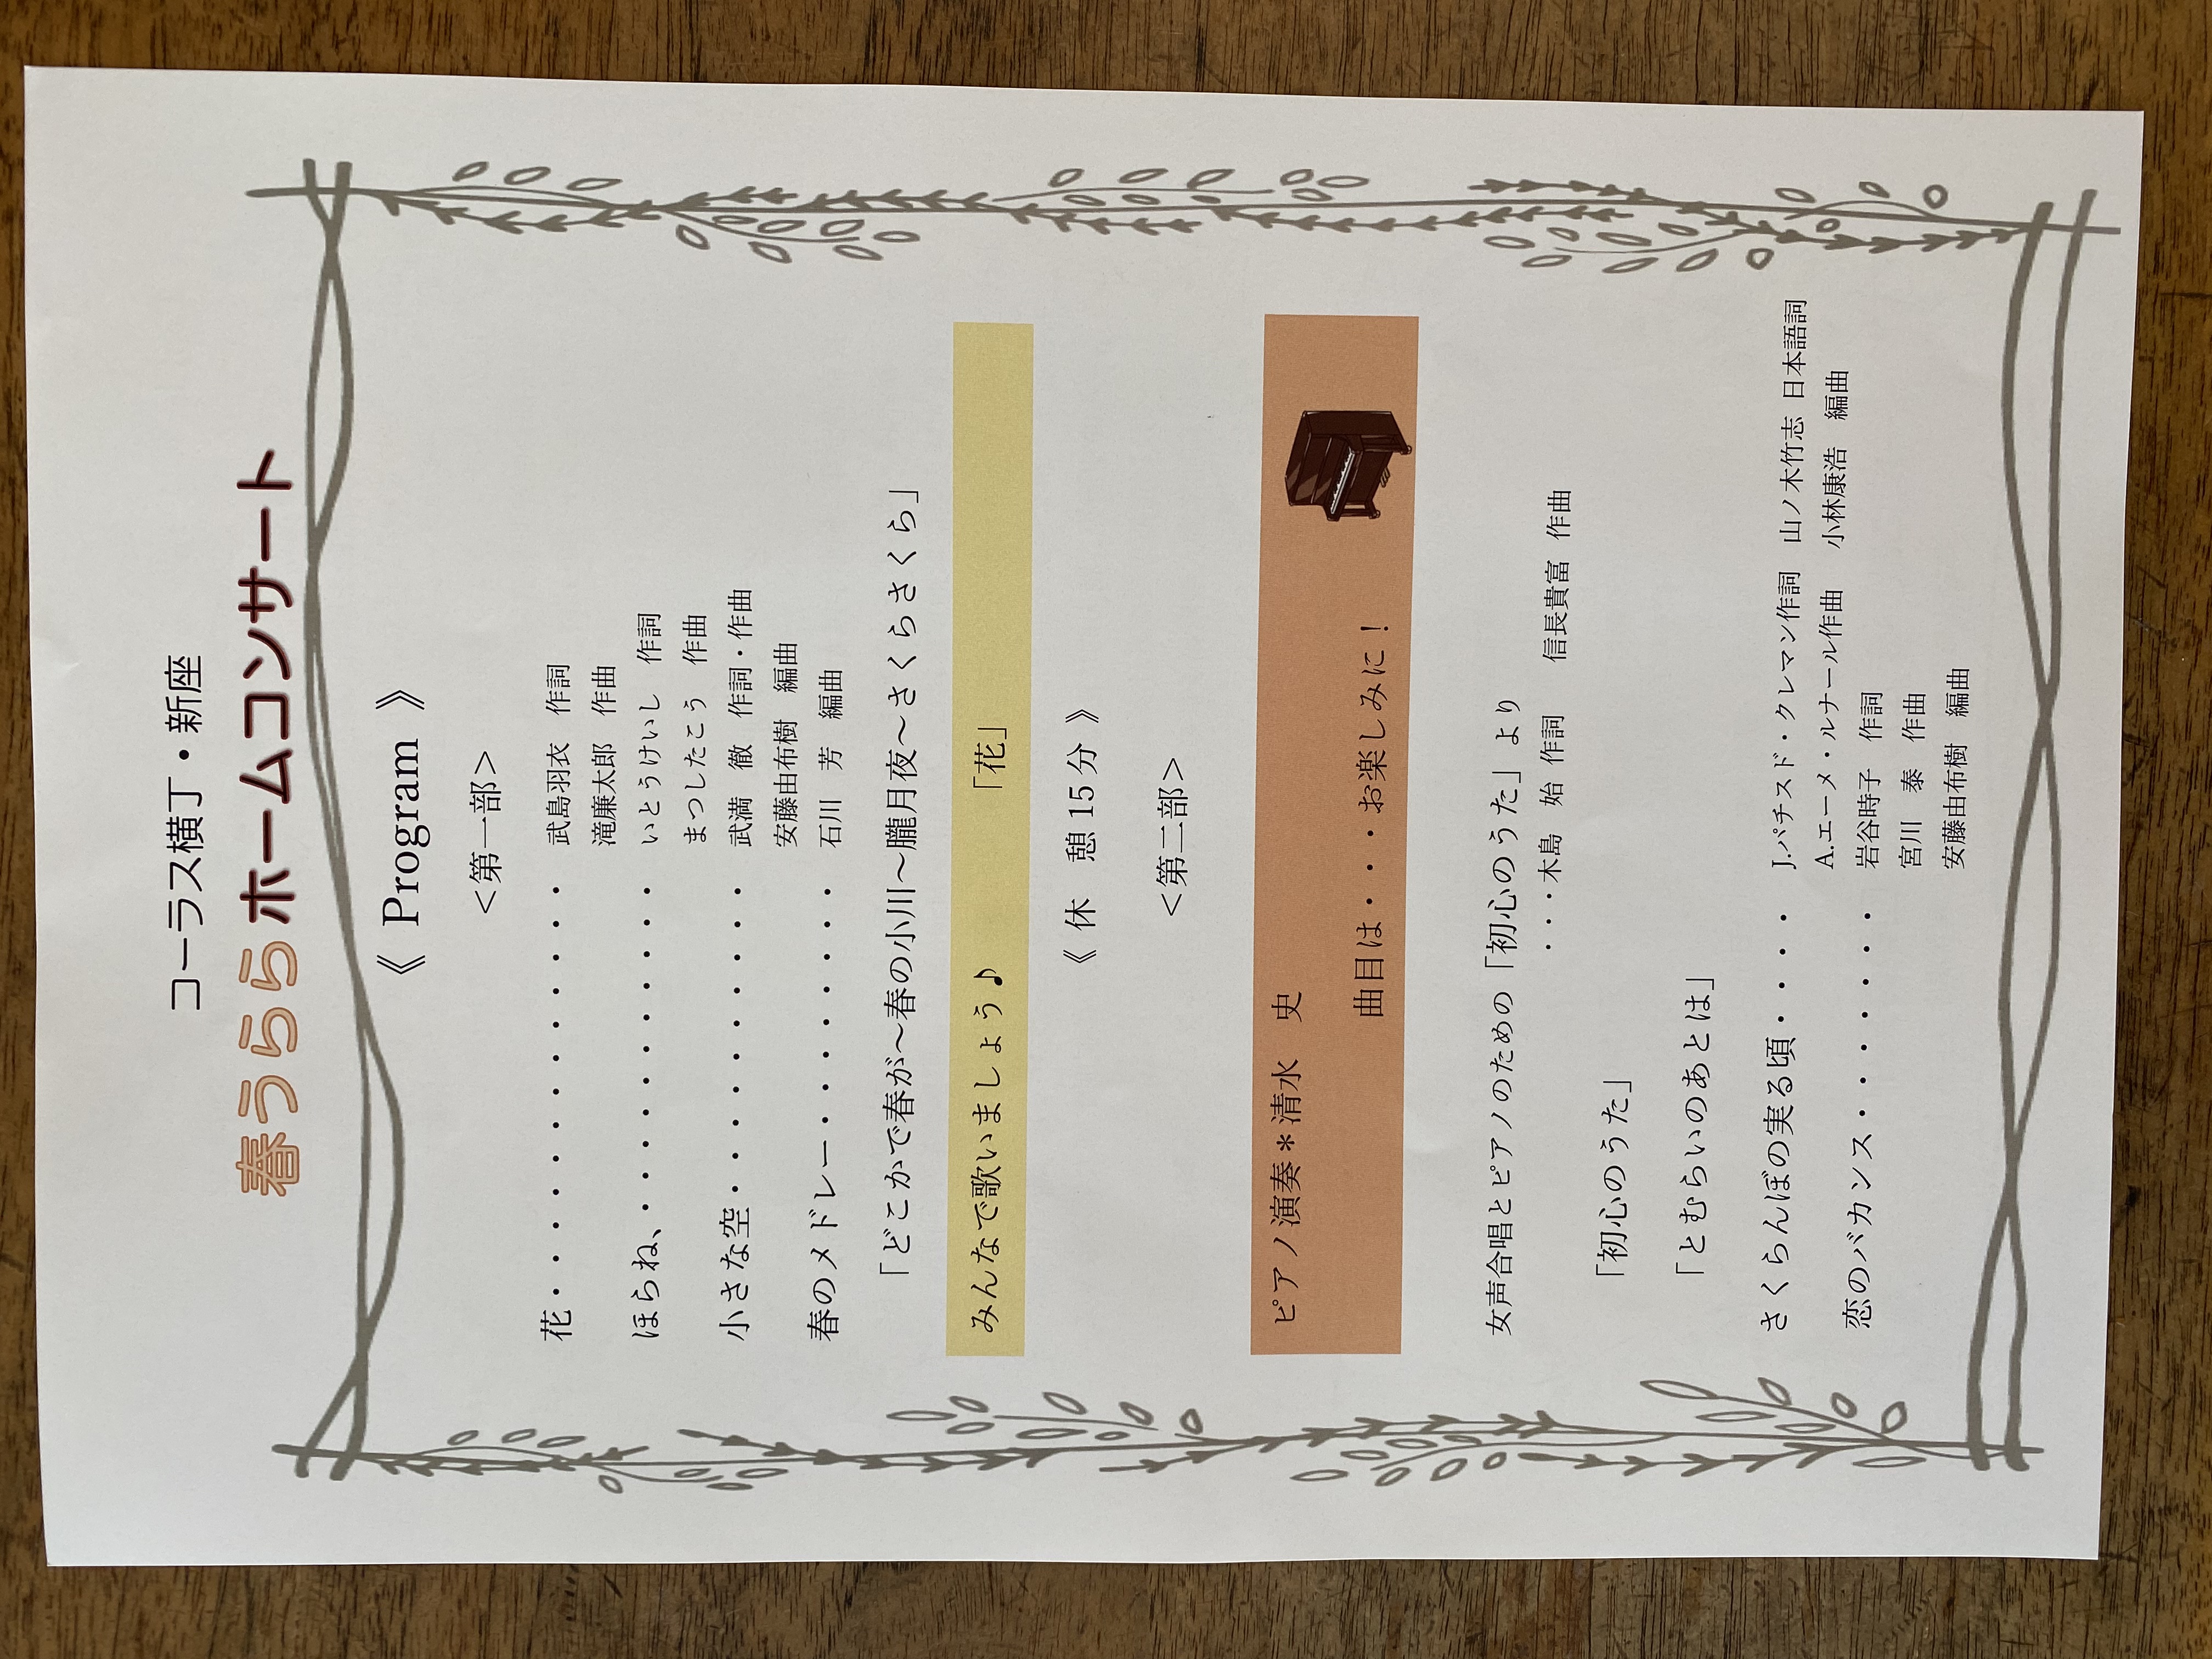 コーラス横丁・新座
春うららホームコンサート
《 Program 》
＜第一部＞
花・・・・・・・・・・・・・・・ 武島羽衣　作詞
滝廉太郎　作曲
ほらね、・・・・・・・・・・・・ いとうけいし　作詞
まつしたこう　作曲
小さな空・・・・・・・・・・・・ 武満　徹　作詞・作曲
安藤由布樹　編曲
春のメドレー・・・・・・・・・・ 石川　芳　編曲
「どこかで春が～春の小川～朧月夜～さくらさくら」
みんなで歌いましょう♪　　　　「花」
《 休　憩 15分 》
＜第二部＞
ピアノ演奏＊清水　史
曲目は・・・・お楽しみに！
女声合唱とピアノのための「初心のうた」より
・・・木島　始　作詞　　信長貴富　作曲
「初心のうた」
「とむらいのあとは」
さくらんぼの実る頃・・・・ J.パチスド・クレマン作詞　山ノ木竹志　日本語詞
A.エーメ・ルナール作曲　小林康浩　編曲
恋のバカンス・・・・・・・ 岩谷時子　作詞
宮川　泰　作曲
安藤由布樹　編曲